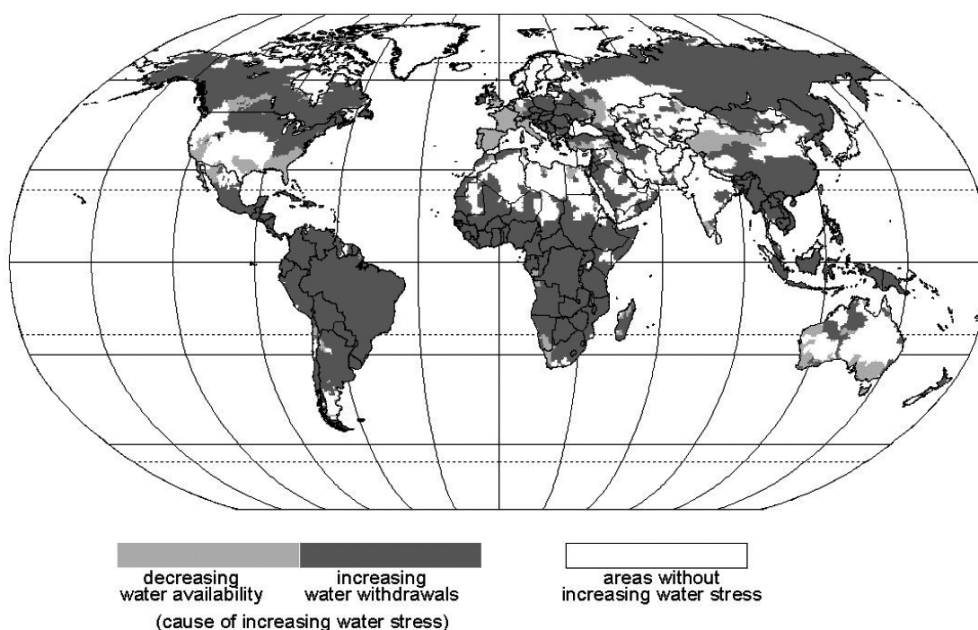 decreasing
water availability
increasing
water withdrawals
(cause of increasing water stress)
areas without
increasing water stress